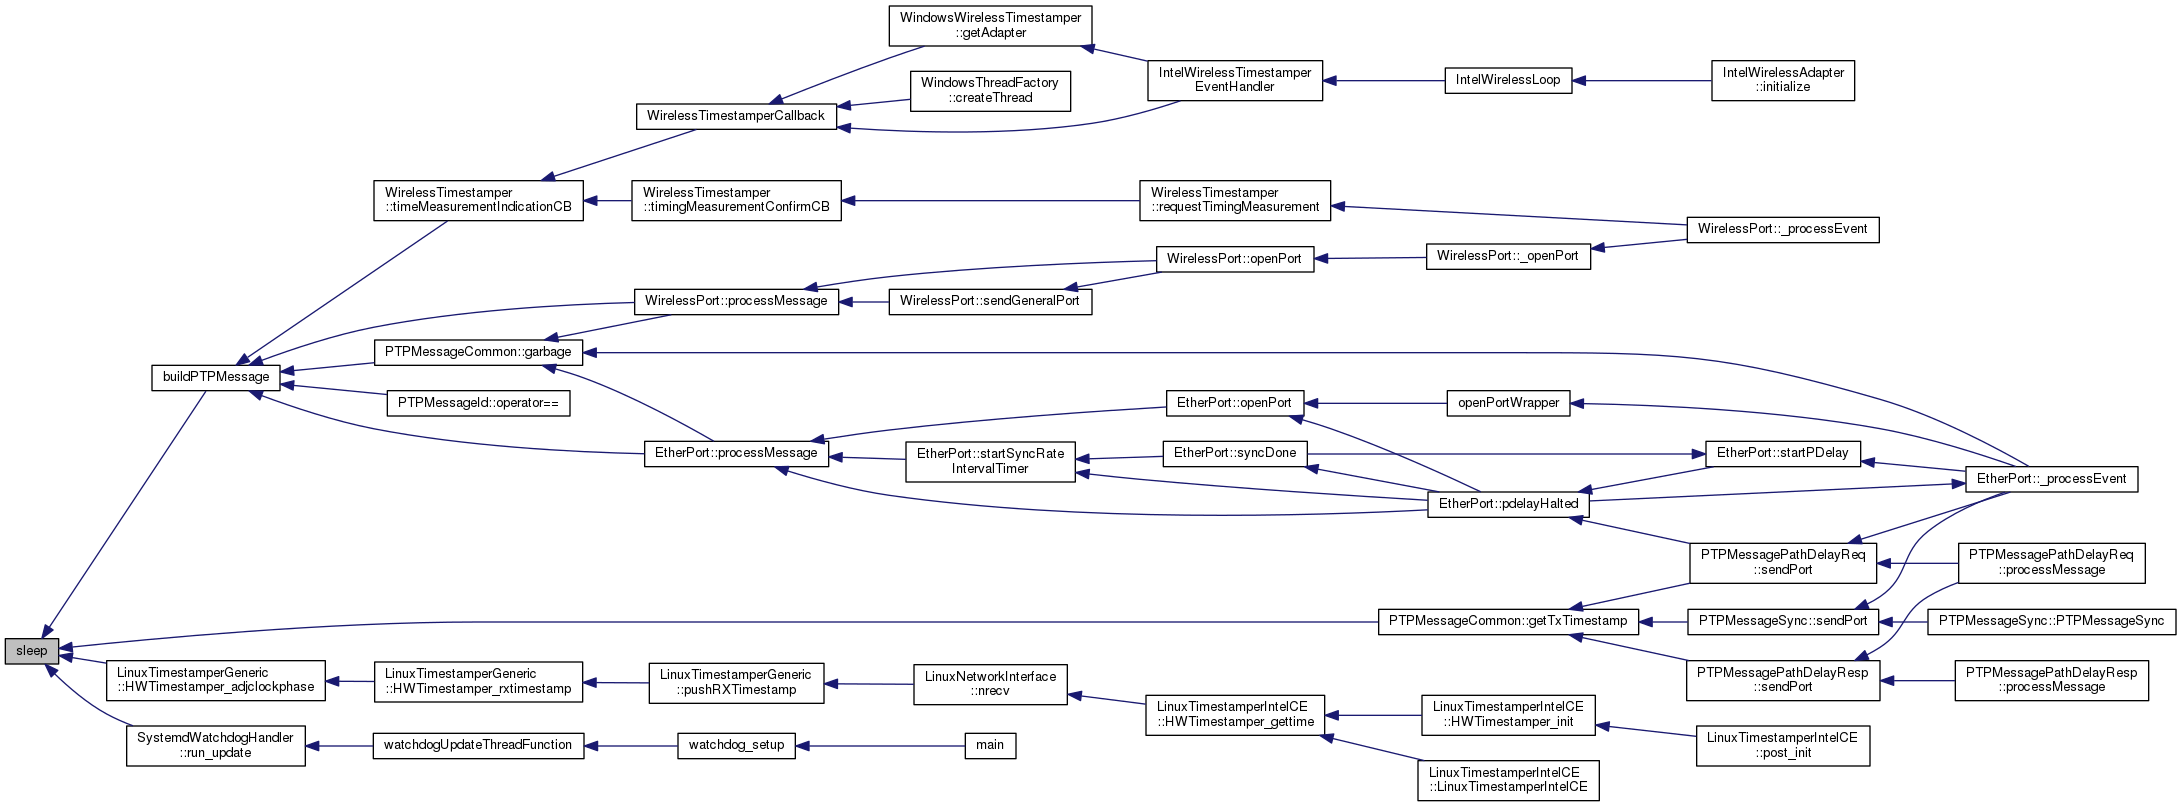 WindowsWirelessTimestamper
::getAdapter
WindowsThreadFactory
::createThread
IntelWirelessTimestamper
EventHandler
IntelWirelessLoop
IntelWirelessAdapter
::initialize
WirelessTimestamperCallback
WirelessTimestamper
::timeMeasurementIndicationCB
WirelessTimestamper
::timingMeasurementConfirmCB
WirelessTimestamper
::requestTimingMeasurement
WirelessPort::_processEvent
WirelessPort::openPort
WirelessPort::_openPort
WirelessPort::processMessage
WirelessPort::sendGeneralPort
PTPMessageCommon::garbage
buildPTPMessage
PTPMessageId::operator==
EtherPort::openPort
openPortWrapper
EtherPort::processMessage
EtherPort::startSyncRate
IntervalTimer
EtherPort::syncDone
EtherPort::startPDelay
EtherPort::_processEvent
EtherPort::pdelayHalted
PTPMessagePathDelayReq
::sendPort
PTPMessagePathDelayReq
::processMessage
PTPMessageCommon::getTxTimestamp
PTPMessageSync::sendPort
PTPMessageSync::PTPMessageSync
sleep
LinuxTimestamperGeneric
::HWTimestamper_adjclockphase
LinuxTimestamperGeneric
::HWTimestamper_rxtimestamp
LinuxTimestamperGeneric
::pushRXTimestamp
LinuxNetworkInterface
::nrecv
PTPMessagePathDelayResp
::sendPort
PTPMessagePathDelayResp
::processMessage
LinuxTimestamperIntelCE
::HWTimestamper_gettime
LinuxTimestamperIntelCE
::HWTimestamper_init
LinuxTimestamperIntelCE
::post_init
SystemdWatchdogHandler
::run_update
watchdogUpdateThreadFunction
watchdog_setup
main
LinuxTimestamperIntelCE
::LinuxTimestamperIntelCE